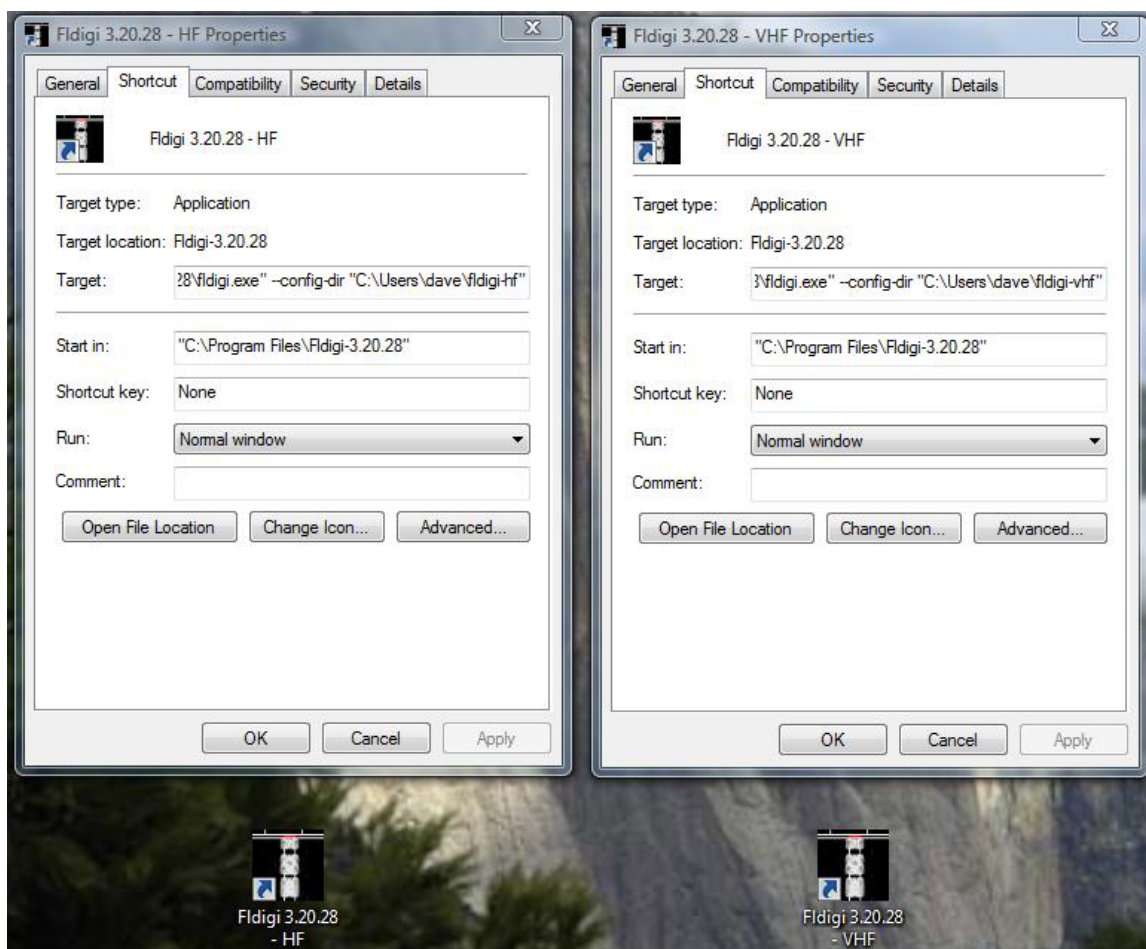 Fldigi 3.20.28 - HF Properties
General Shortcut Compatibility Security Details
Fldigi 3.20.28 - HF
Target type: Application
Target location: Fldigi-3.20.28
Target: 28\fldigi.exe" --config-dir "C:\Users\dave\fldigi-hf"
Start in: "C:\Program Files\Fldigi-3.20.28"
Shortcut key: None
Run: Normal window
Comment:
Open File Location Change Icon... Advanced...
OK Cancel Apply
Fldigi 3.20.28 - VHF Properties
General Shortcut Compatibility Security Details
Fldigi 3.20.28 - VHF
Target type: Application
Target location: Fldigi-3.20.28
Target: \fldigi.exe" --config-dir "C:\Users\dave\fldigi-vhf"
Start in: "C:\Program Files\Fldigi-3.20.28"
Shortcut key: None
Run: Normal window
Comment:
Open File Location Change Icon... Advanced...
OK Cancel Apply
Fldigi 3.20.28
- HF
Fldigi 3.20.28
- VHF